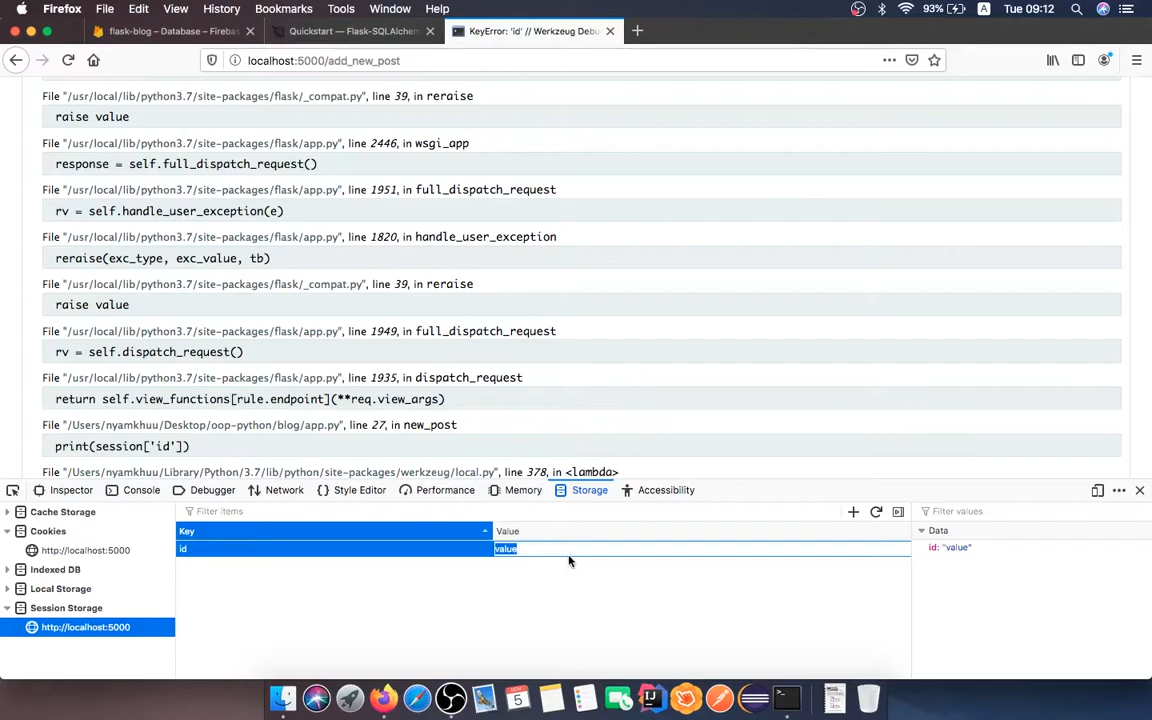 Firefox File Edit View History Bookmarks Tools Window Help 93% A Tue 09:12
flask-blog – Database – Firebas Quickstart — Flask-SQLAlchem KeyError: 'id' // Werkzeug Debu
localhost:5000/add_new_post
File "/usr/local/lib/python3.7/site-packages/flask/_compat.py", line 39, in reraise
raise value
File "/usr/local/lib/python3.7/site-packages/flask/app.py", line 2446, in wsgi_app
response = self.full_dispatch_request()
File "/usr/local/lib/python3.7/site-packages/flask/app.py", line 1951, in full_dispatch_request
rv = self.handle_user_exception(e)
File "/usr/local/lib/python3.7/site-packages/flask/app.py", line 1820, in handle_user_exception
reraise(exc_type, exc_value, tb)
File "/usr/local/lib/python3.7/site-packages/flask/_compat.py", line 39, in reraise
raise value
File "/usr/local/lib/python3.7/site-packages/flask/app.py", line 1949, in full_dispatch_request
rv = self.dispatch_request()
File "/usr/local/lib/python3.7/site-packages/flask/app.py", line 1935, in dispatch_request
return self.view_functions[rule.endpoint](**req.view_args)
File "/Users/nyamkhuu/Desktop/oop-python/blog/app.py", line 27, in new_post
print(session['id'])
File "/Users/nyamkhuu/Library/Python/3.7/lib/python/site-packages/werkzeug/local.py", line 378, in <lambda>
Inspector Console Debugger Network Style Editor Performance Memory Storage Accessibility
Cache Storage
Cookies
http://localhost:5000
Indexed DB
Local Storage
Session Storage
http://localhost:5000
Filter items
Key Value
id value
Filter values
Data
id: "value"
NOV
5